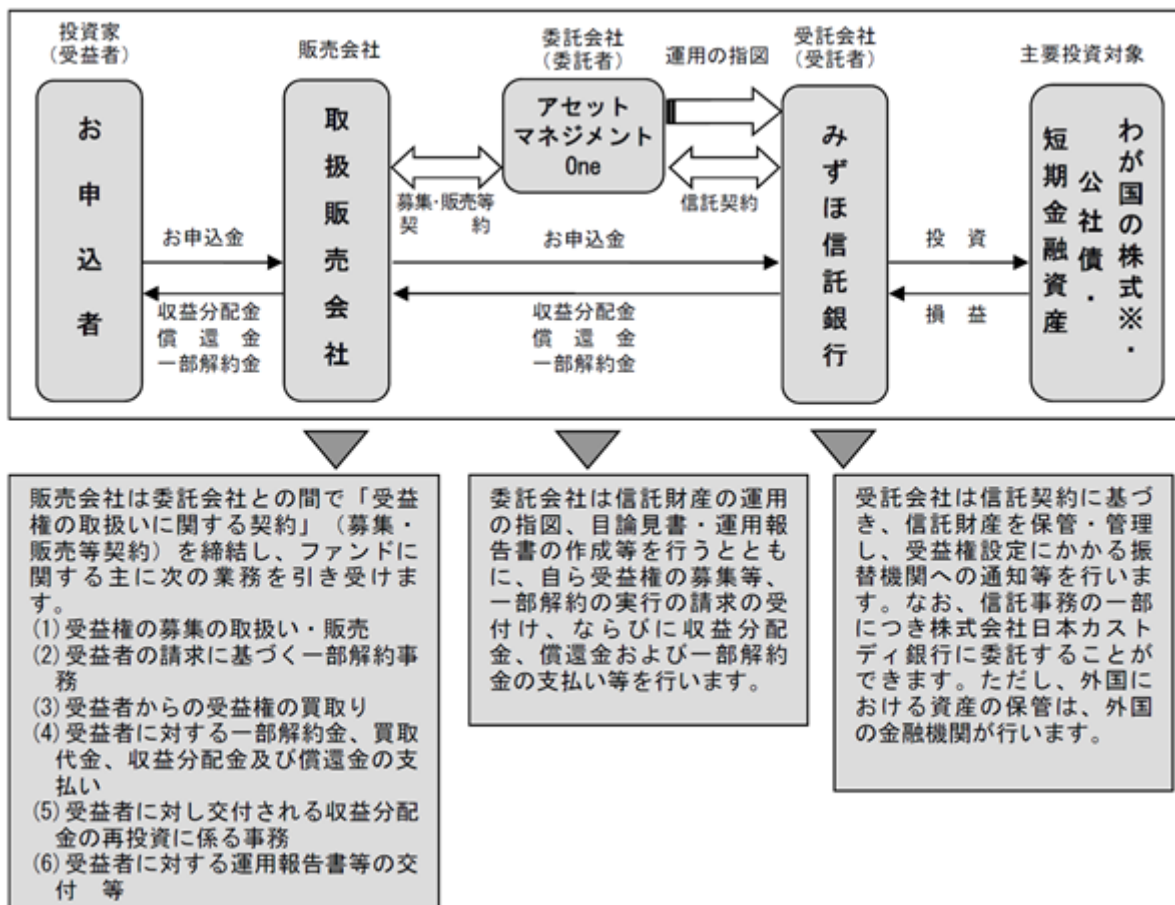 投資家
(受益者)
販売会社
委託会社
(委託者)
運用の指図
受託会社
(受託者)
主要投資対象
お申込者
取扱販売会社
アセット
マネジメント
One
みずほ信託銀行
わが国の株式※・
公社債・
短期金融資産
募集・販売等
契 約
信託契約
お申込金
お申込金
投 資
収益分配金
償 還 金
一部解約金
収益分配金
償 還 金
一部解約金
損 益
販売会社は委託会社との間で「受益
権の取扱いに関する契約」（募集・
販売等契約）を締結し、ファンドに
関する主に次の業務を引き受けま
す。
(1)受益権の募集の取扱い・販売
(2)受益者の請求に基づく一部解約事
務
(3)受益者からの受益権の買取り
(4)受益者に対する一部解約金、買取
代金、収益分配金及び償還金の支
払い
(5)受益者に対し交付される収益分配
金の再投資に係る事務
(6)受益者に対する運用報告書等の交
付 等
委託会社は信託財産の運用
の指図、目論見書・運用報
告書の作成等を行うととも
に、自ら受益権の募集等、
一部解約の実行の請求の受
付け、ならびに収益分配
金、償還金および一部解約
金の支払い等を行います。
受託会社は信託契約に基づ
き、信託財産を保管・管理
し、受益権設定にかかる振
替機関への通知等を行いま
す。なお、信託事務の一部
につき株式会社日本カスト
ディ銀行に委託することが
できます。ただし、外国に
おける資産の保管は、外国
の金融機関が行います。